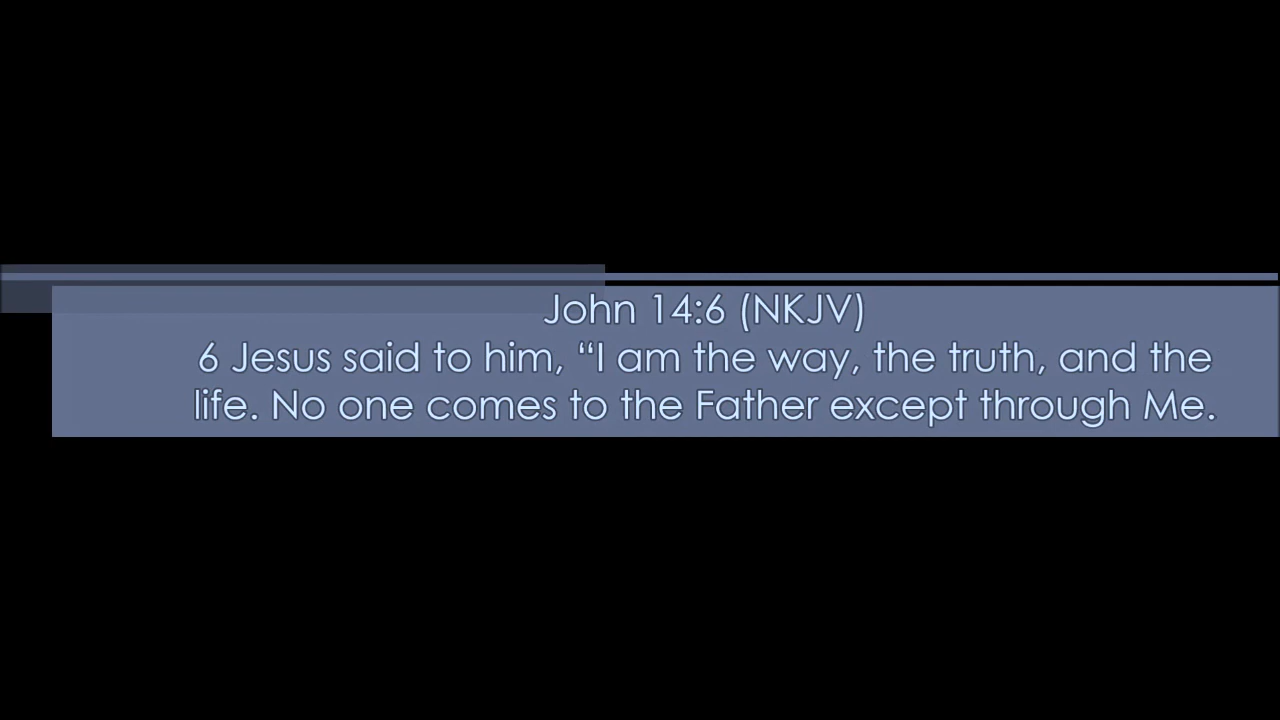 John 14:6 (NKJV)
6 Jesus said to him, “I am the way, the truth, and the
life. No one comes to the Father except through Me.